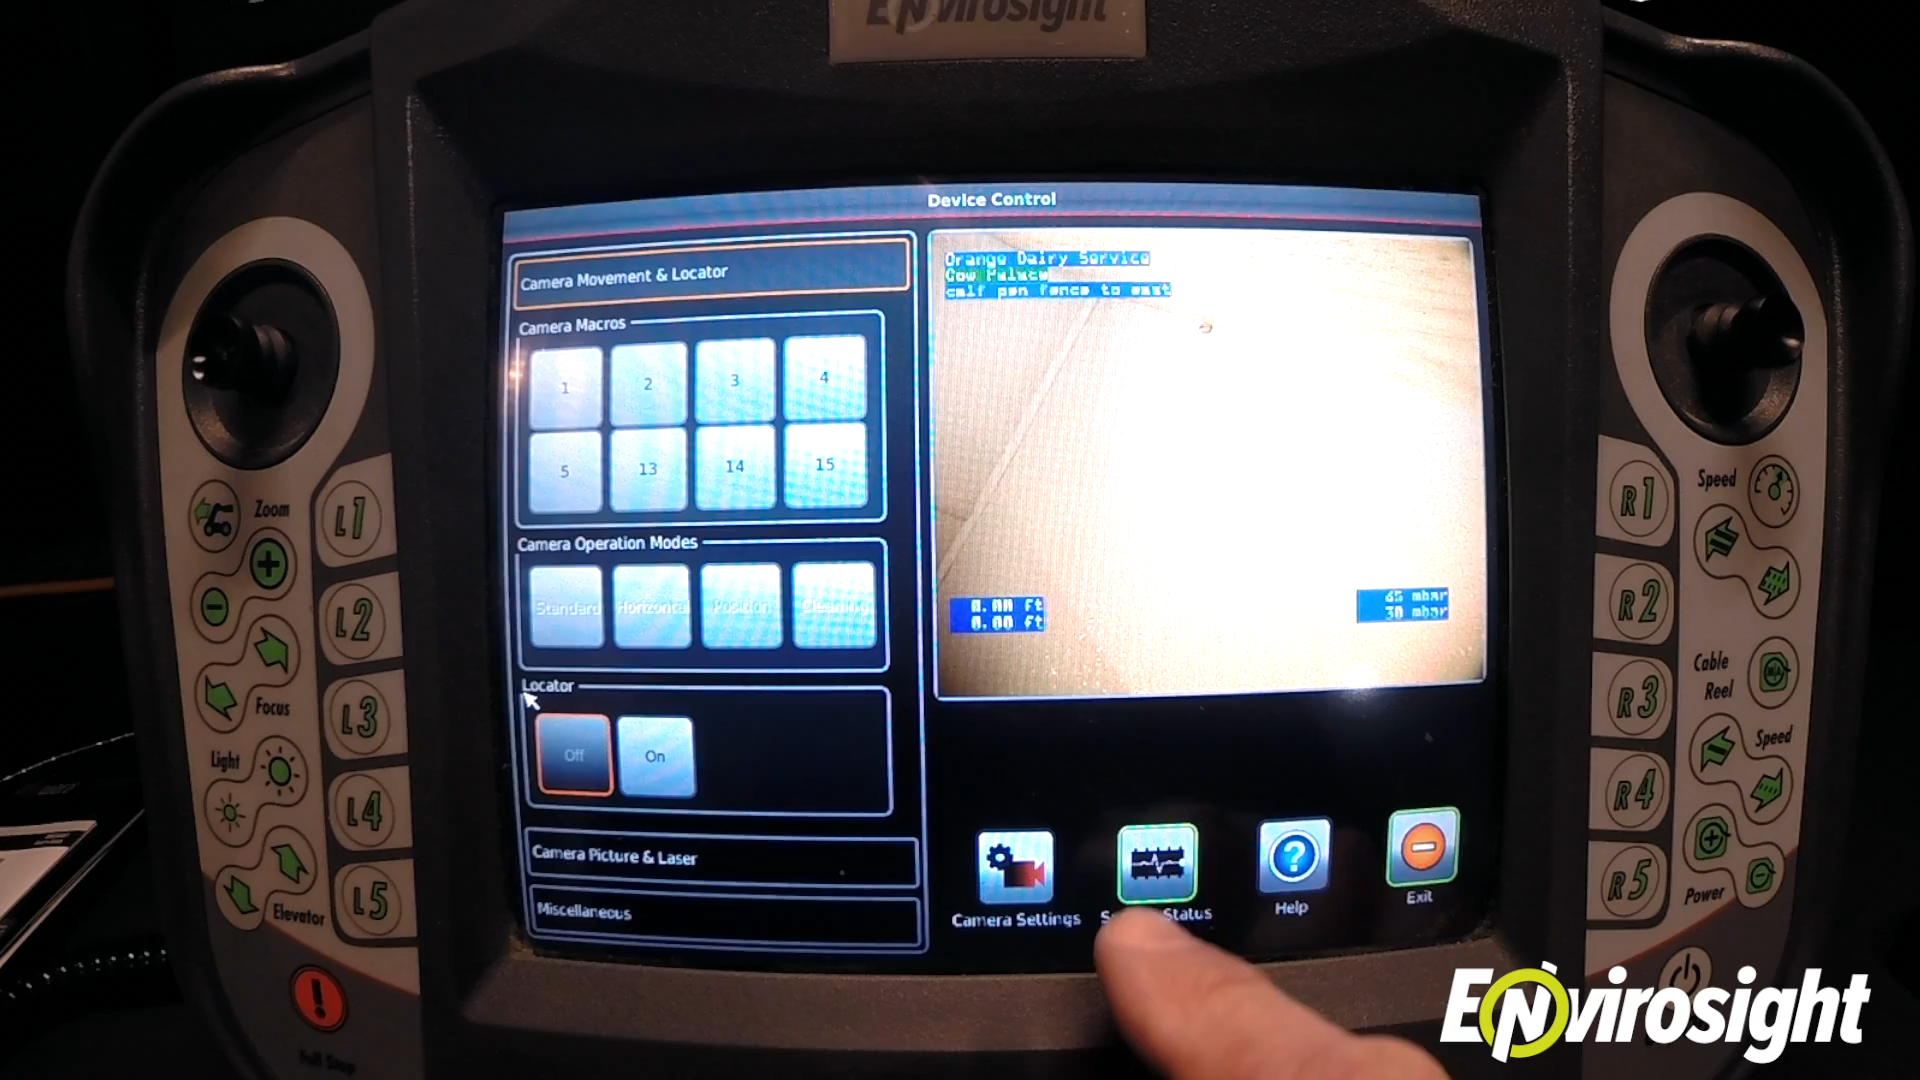 Envirosight
Device Control
Camera Movement & Locator
Camera Macros
1 2 3 4
5 13 14 15
Camera Operation Modes
Standard Horizontal Position Cleaning
Locator
Off On
Camera Picture & Laser
Miscellaneous
Orange Dairy Service
Cow Palace
calf pen fence to east
0.00 ft
0.00 ft
45 mbar
30 mbar
Camera Settings
Status
Help
Exit
Zoom
Focus
Light
Elevator
L1
L2
L3
L4
L5
Full Stop
R1
R2
R3
R4
R5
Speed
Cable
Reel
Speed
Power
Envirosight